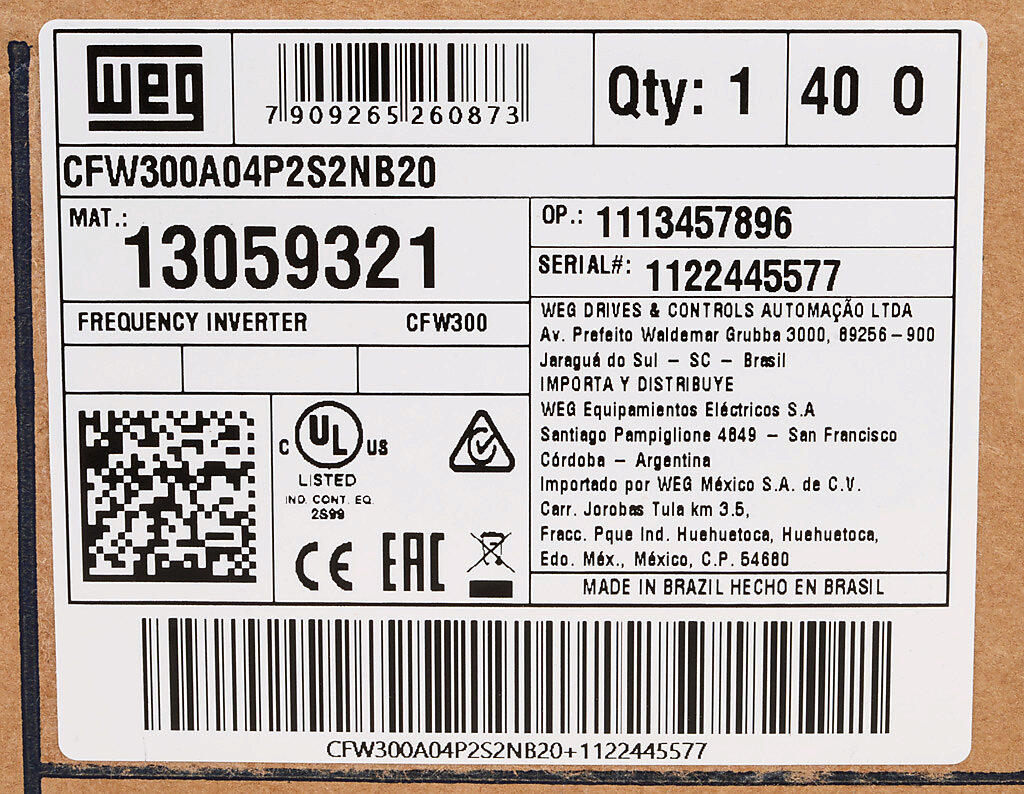 weg
7 909265 260873
Qty: 1
40 0
CFW300A04P2S2NB20
MAT.: 13059321
OP.: 1113457896
SERIAL#: 1122445577
FREQUENCY INVERTER CFW300
WEG DRIVES & CONTROLS AUTOMAÇÃO LTDA
Av. Prefeito Waldemar Grubba 3000, 89256-900
Jaraguá do Sul - SC - Brasil
IMPORTA Y DISTRIBUYE
WEG Equipamientos Eléctricos S.A
Santiago Pampiglione 4849 - San Francisco
Córdoba - Argentina
Importado por WEG México S.A. de C.V.
Carr. Jorobas Tula km 3.5,
Fracc. Pque Ind. Huehuetoca, Huehuetoca,
Edo. Méx., México, C.P. 54680
MADE IN BRAZIL HECHO EN BRASIL
C UL US
LISTED
IND. CONT. EQ.
2S99
CE EAC
CFW300A04P2S2NB20+1122445577